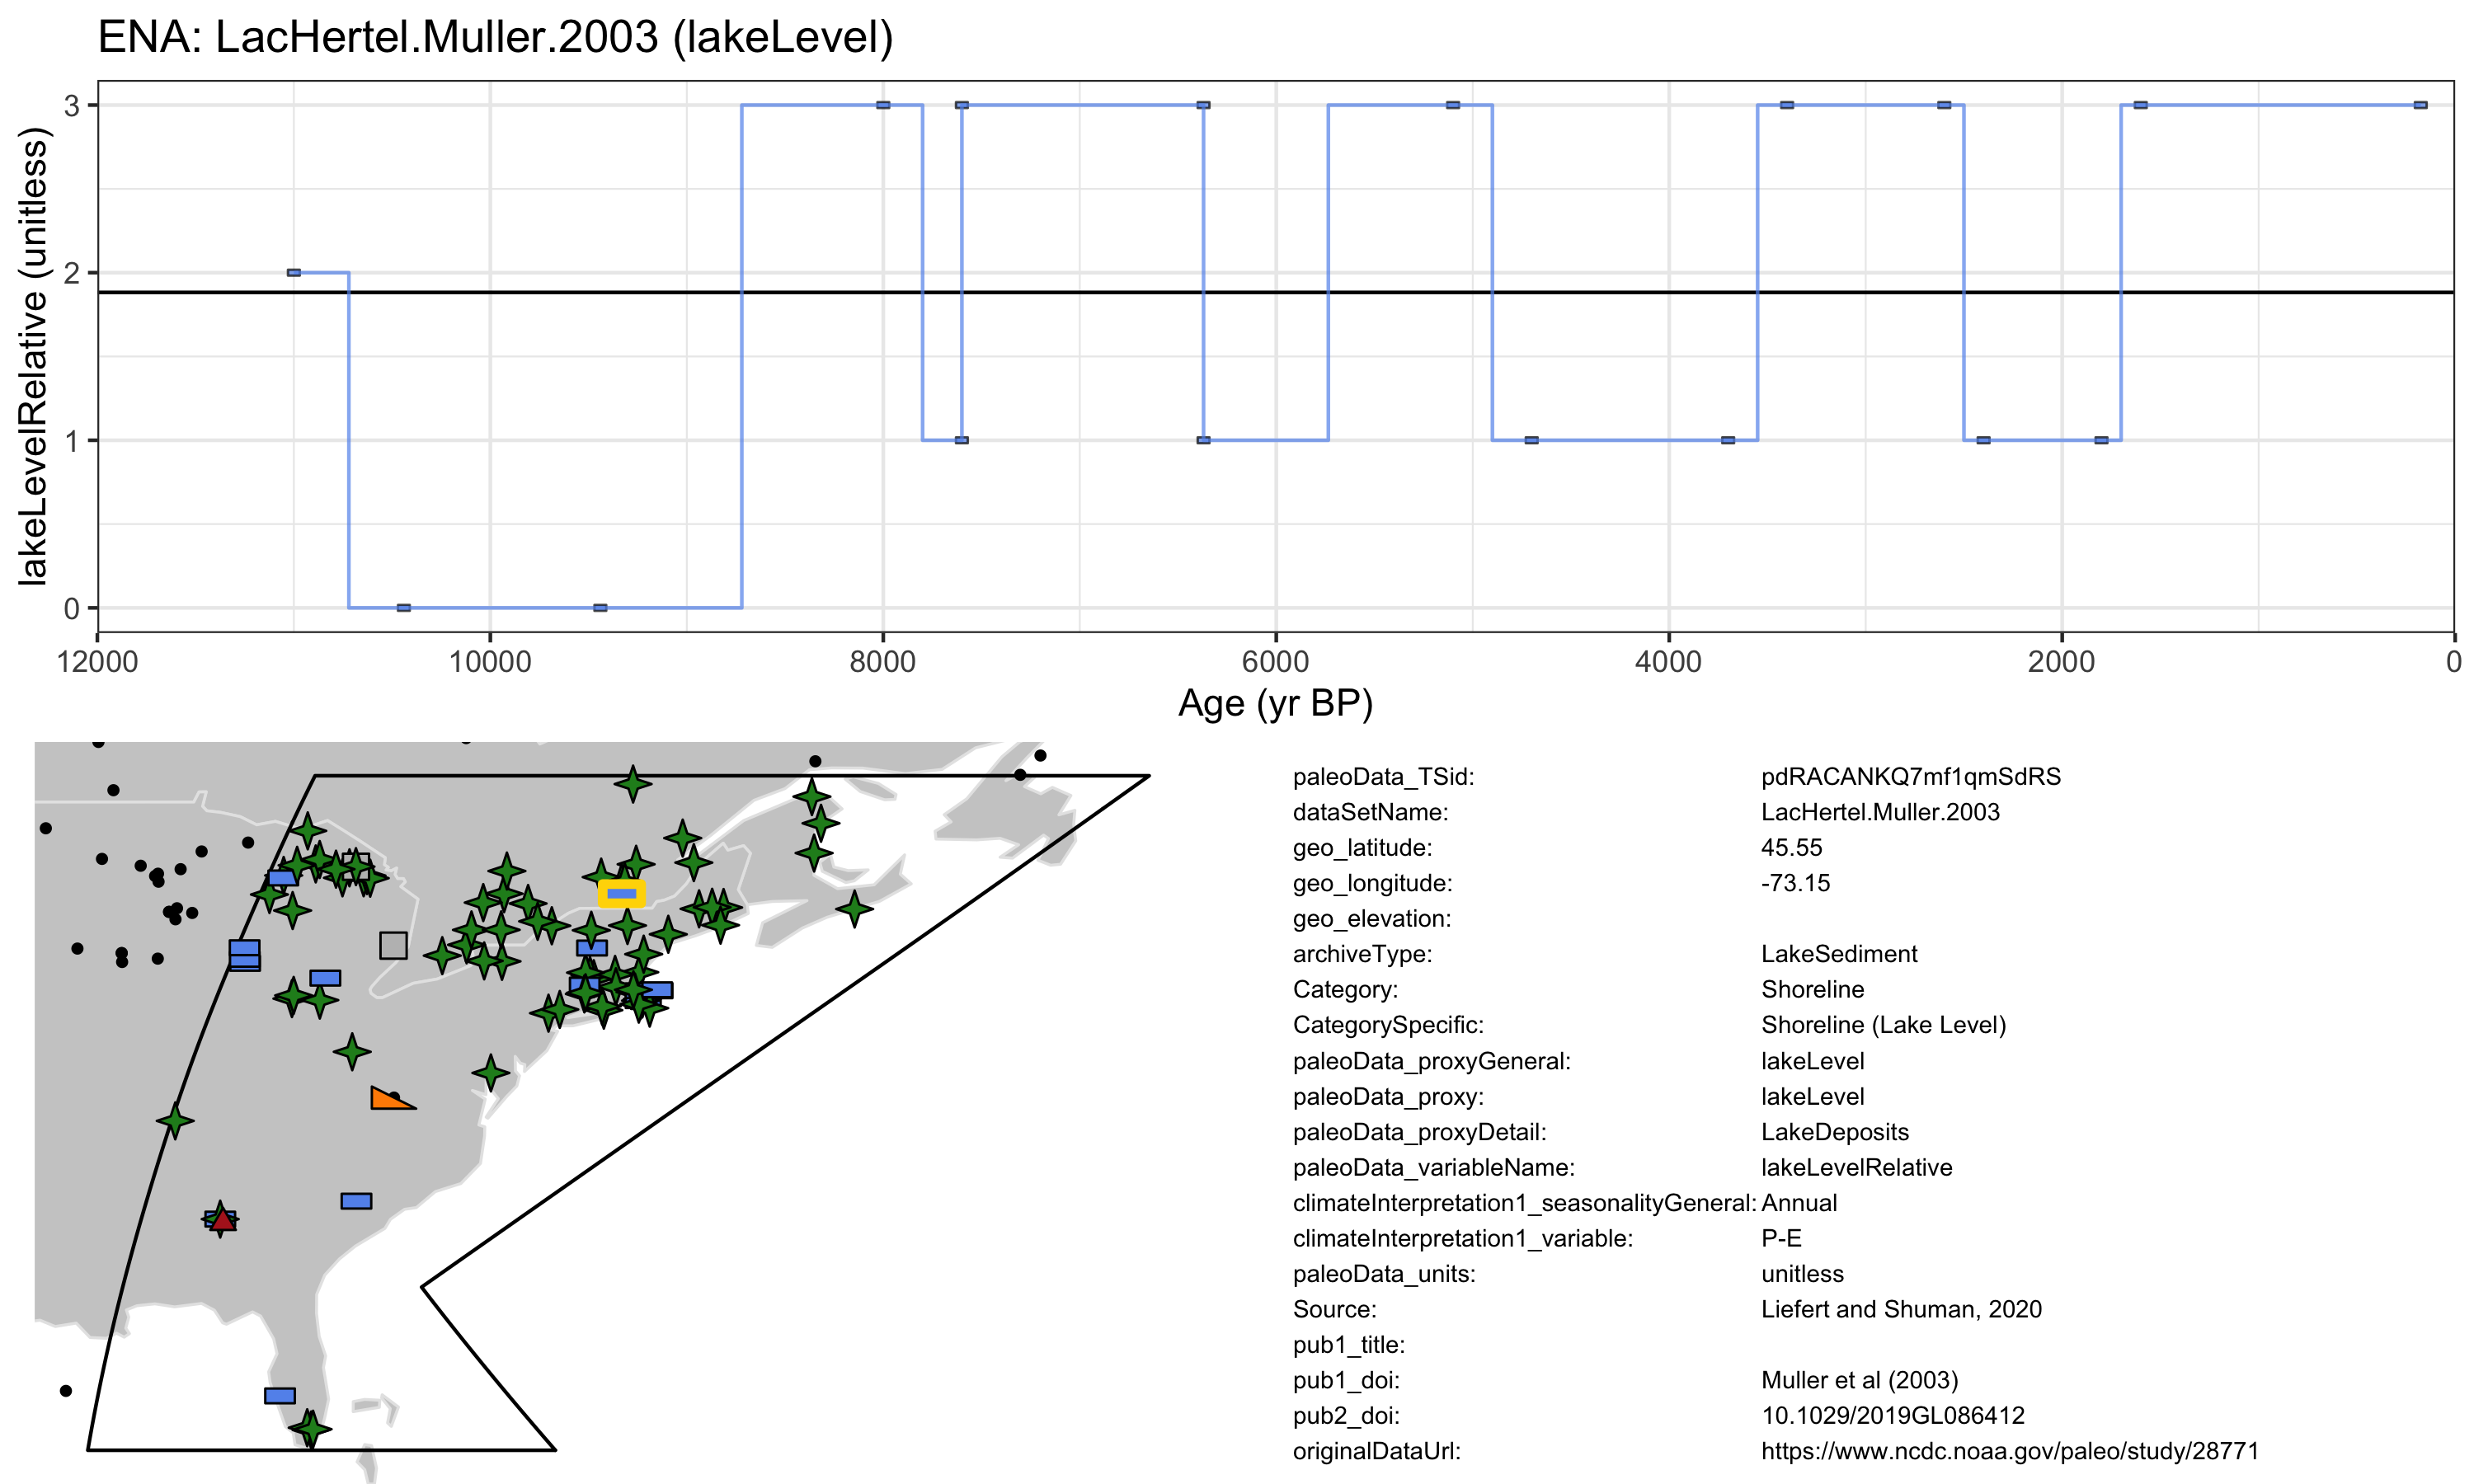 ENA: LacHertel.Muller.2003 (lakeLevel)
lakeLevelRelative (unitless)
3
2
1
0
12000 10000 8000 6000 4000 2000 0
Age (yr BP)
paleoData_TSid: pdRACANKQ7mf1qmSdRS
dataSetName: LacHertel.Muller.2003
geo_latitude: 45.55
geo_longitude: -73.15
geo_elevation:
archiveType: LakeSediment
Category: Shoreline
CategorySpecific: Shoreline (Lake Level)
paleoData_proxyGeneral: lakeLevel
paleoData_proxy: lakeLevel
paleoData_proxyDetail: LakeDeposits
paleoData_variableName: lakeLevelRelative
climateInterpretation1_seasonalityGeneral: Annual
climateInterpretation1_variable: P-E
paleoData_units: unitless
Source: Liefert and Shuman, 2020
pub1_title:
pub1_doi: Muller et al (2003)
pub2_doi: 10.1029/2019GL086412
originalDataUrl: https://www.ncdc.noaa.gov/paleo/study/28771